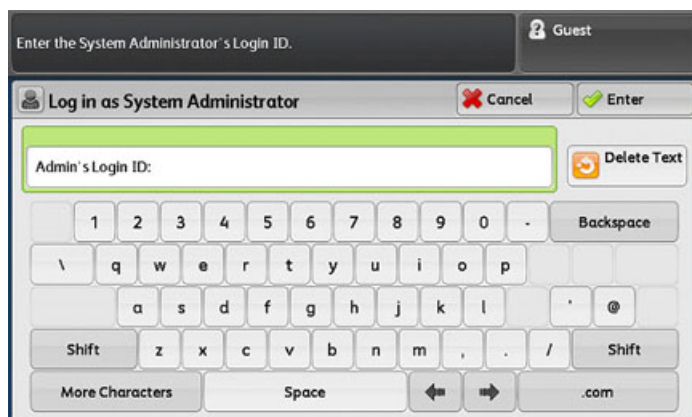 Enter the System Administrator's Login ID.
Guest
Log in as System Administrator
Cancel
Enter
Admin's Login ID:
Delete Text
1 2 3 4 5 6 7 8 9 0 - Backspace
\ q w e r t y u i o p
a s d f g h j k l ' @
Shift z x c v b n m , . / Shift
More Characters Space .com